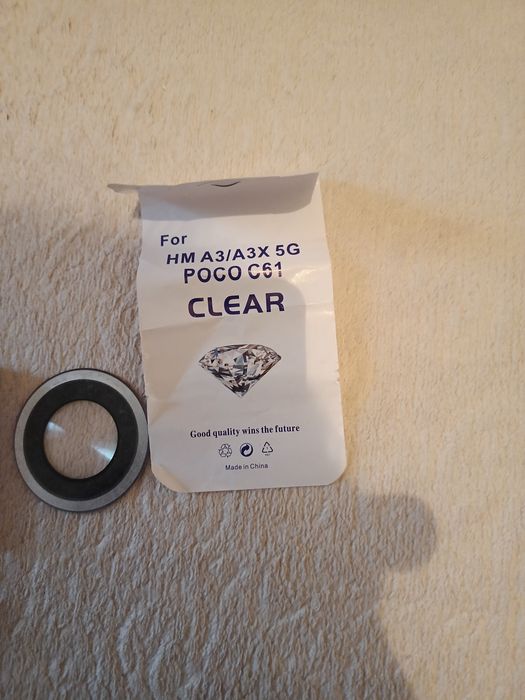 For
HM A3/A3X 5G
POCO C61
CLEAR
Good quality wins the future
Made in China